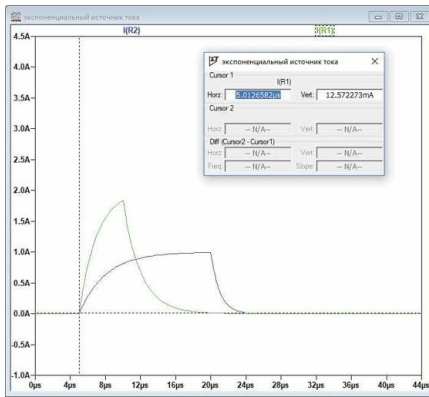 экспоненциальный источник тока
I(R2) I(R1)
4.5A
4.0A
3.5A
3.0A
2.5A
2.0A
1.5A
1.0A
0.5A
0.0A
-0.5A
-1.0A
0µs 4µs 8µs 12µs 16µs 20µs 24µs 28µs 32µs 36µs 40µs 44µs
экспоненциальный источник тока
Cursor 1
I(R1)
Horz: 5.0126582µs Vert: 12.572273mA
Cursor 2
Horz: -- N/A-- Vert: -- N/A--
Diff (Cursor2 - Cursor1)
Horz: -- N/A-- Vert: -- N/A--
Freq: -- N/A-- Slope: -- N/A--